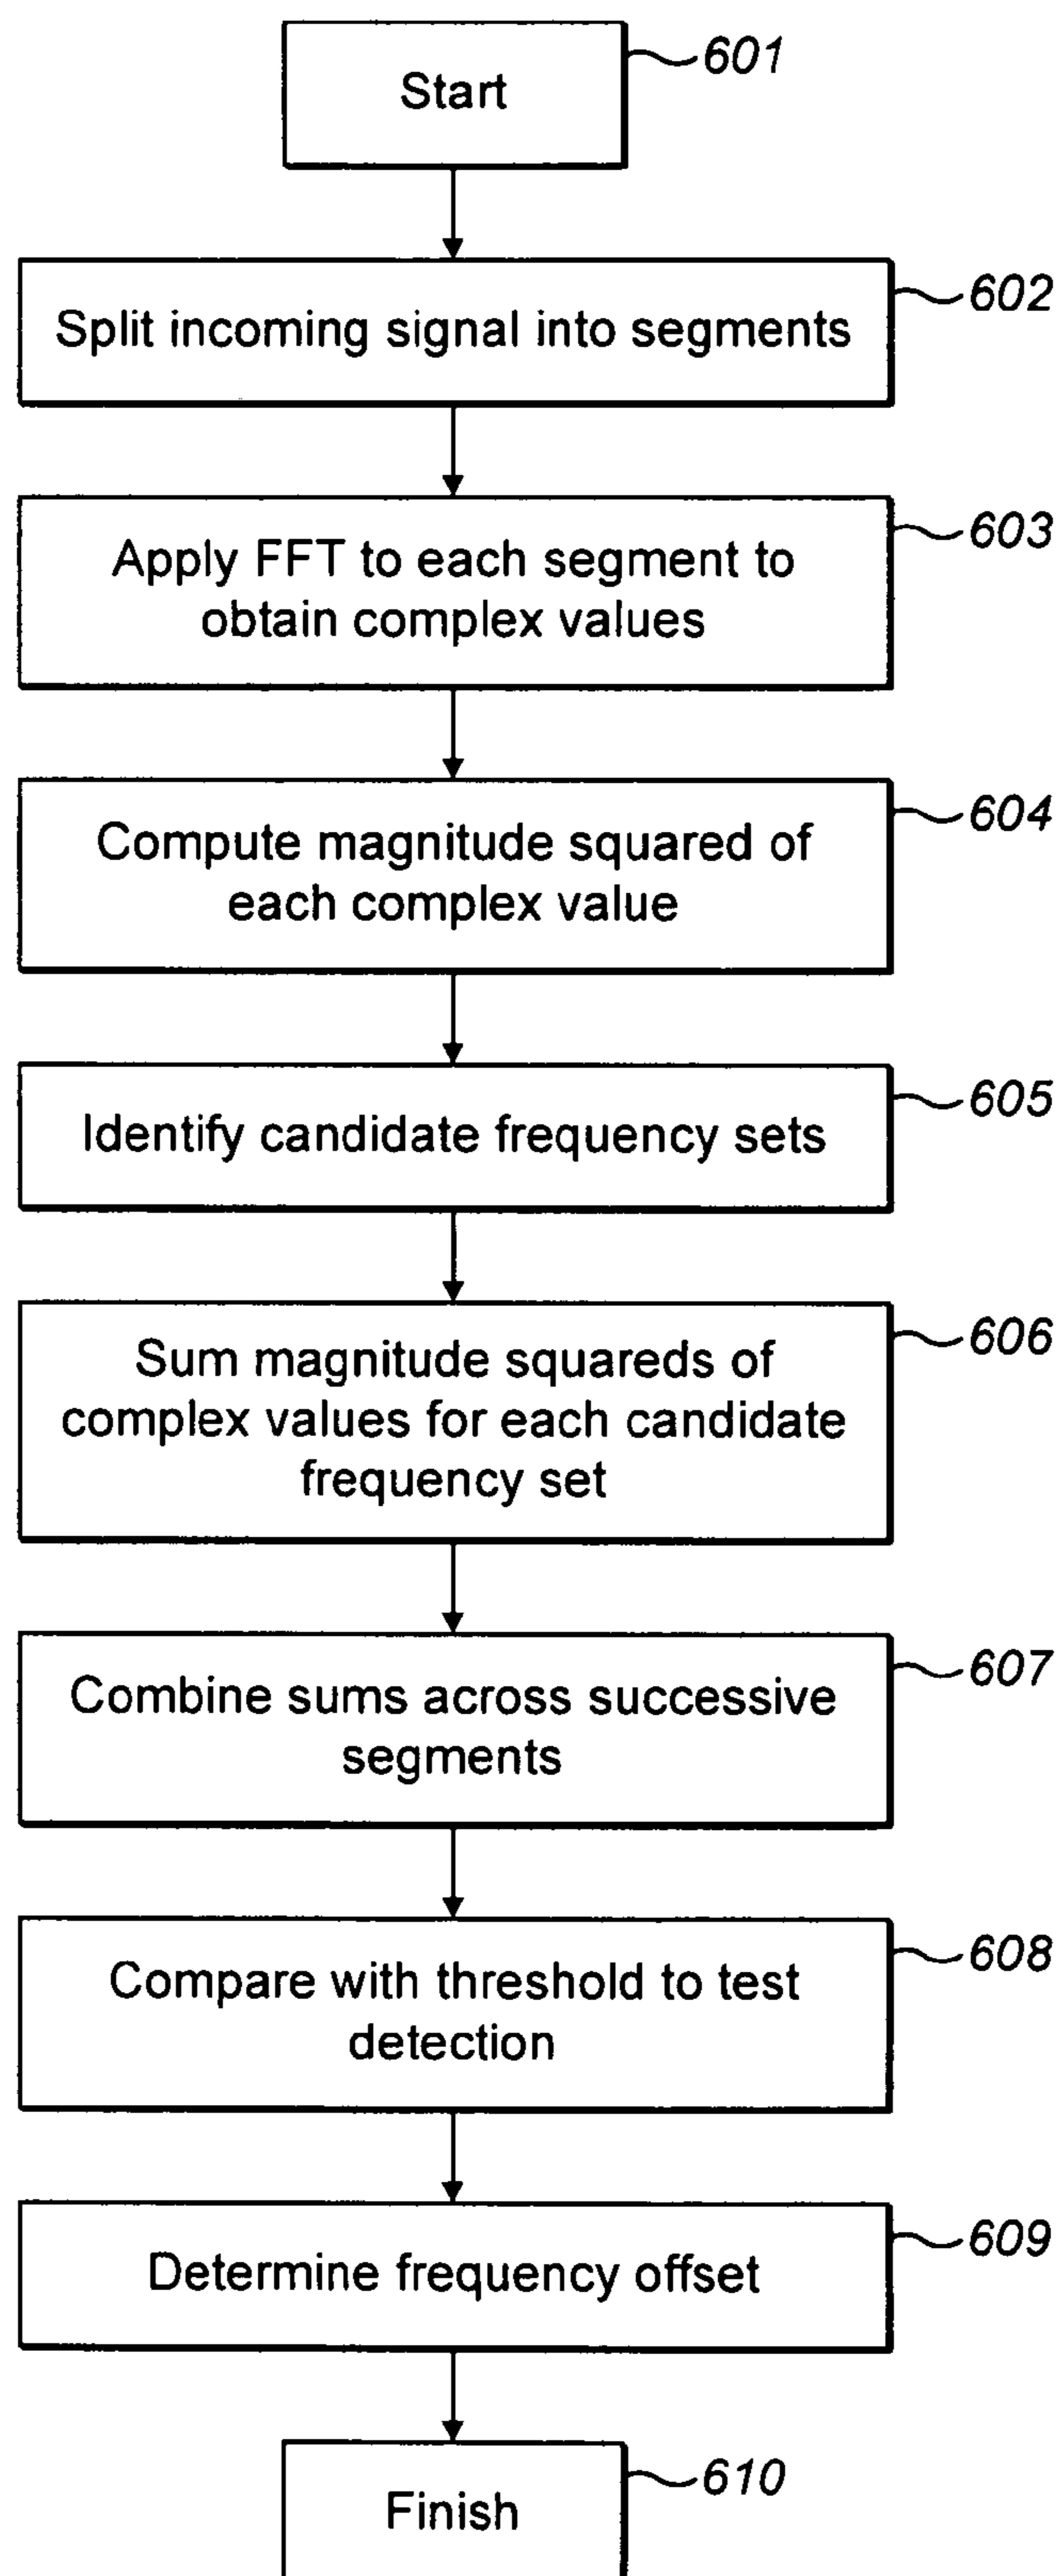 Start
601
Split incoming signal into segments
602
Apply FFT to each segment to
obtain complex values
603
Compute magnitude squared of
each complex value
604
Identify candidate frequency sets
605
Sum magnitude squareds of
complex values for each candidate
frequency set
606
Combine sums across successive
segments
607
Compare with threshold to test
detection
608
Determine frequency offset
609
Finish
610